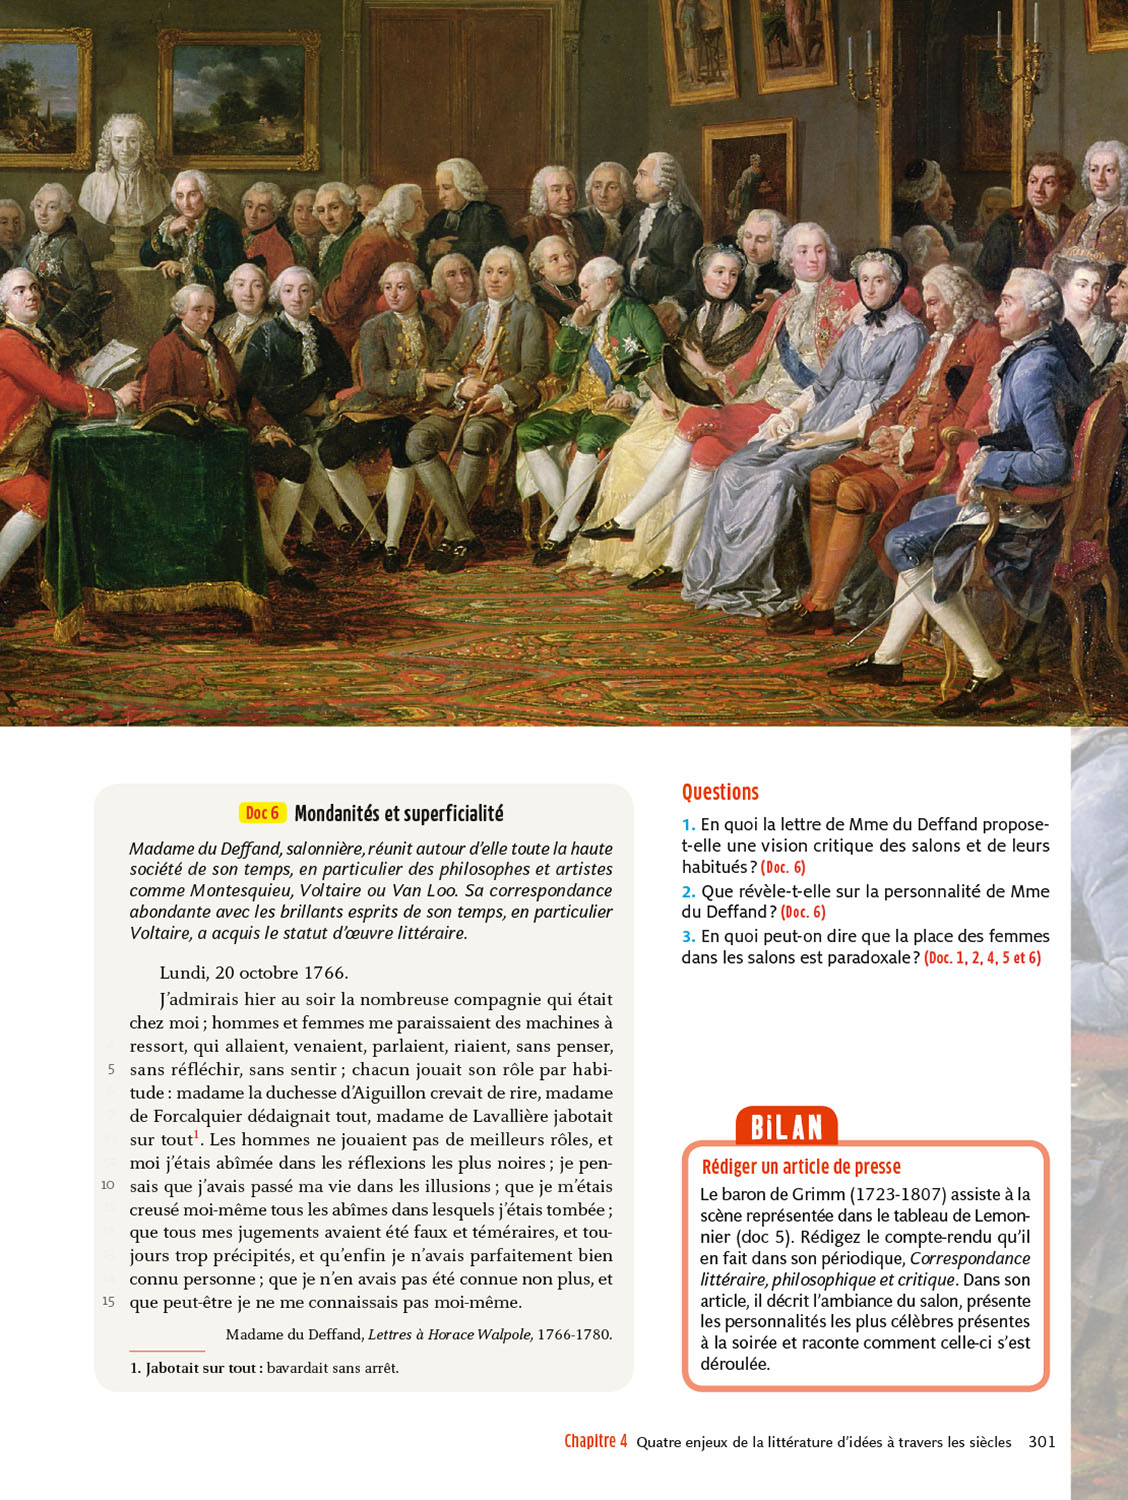 Doc 6 Mondanités et superficialité
Madame du Deffand, salonnière, réunit autour d'elle toute la haute
société de son temps, en particulier des philosophes et artistes
comme Montesquieu, Voltaire ou Van Loo. Sa correspondance
abondante avec les brillants esprits de son temps, en particulier
Voltaire, a acquis le statut d'œuvre littéraire.
Lundi, 20 octobre 1766.
J'admirais hier au soir la nombreuse compagnie qui était
chez moi ; hommes et femmes me paraissaient des machines à
ressort, qui allaient, venaient, parlaient, riaient, sans penser,
5 sans réfléchir, sans sentir ; chacun jouait son rôle par habi-
tude : madame la duchesse d'Aiguillon crevait de rire, madame
de Forcalquier dédaignait tout, madame de Lavallière jabotait
sur tout1. Les hommes ne jouaient pas de meilleurs rôles, et
moi j'étais abîmée dans les réflexions les plus noires ; je pen-
10 sais que j'avais passé ma vie dans les illusions ; que je m'étais
creusé moi-même tous les abîmes dans lesquels j'étais tombée ;
que tous mes jugements avaient été faux et téméraires, et tou-
jours trop précipités, et qu'enfin je n'avais parfaitement bien
connu personne ; que je n'en avais pas été connue non plus, et
15 que peut-être je ne me connaissais pas moi-même.
Madame du Deffand, Lettres à Horace Walpole, 1766-1780.
1. Jabotait sur tout : bavardait sans arrêt.
Questions
1. En quoi la lettre de Mme du Deffand propose-
t-elle une vision critique des salons et de leurs
habitués ? (Doc. 6)
2. Que révèle-t-elle sur la personnalité de Mme
du Deffand ? (Doc. 6)
3. En quoi peut-on dire que la place des femmes
dans les salons est paradoxale ? (Doc. 1, 2, 4, 5 et 6)
BiLAN
Rédiger un article de presse
Le baron de Grimm (1723-1807) assiste à la
scène représentée dans le tableau de Lemon-
nier (doc 5). Rédigez le compte-rendu qu'il
en fait dans son périodique, Correspondance
littéraire, philosophique et critique. Dans son
article, il décrit l'ambiance du salon, présente
les personnalités les plus célèbres présentes
à la soirée et raconte comment celle-ci s'est
déroulée.
Chapitre 4 Quatre enjeux de la littérature d'idées à travers les siècles 301